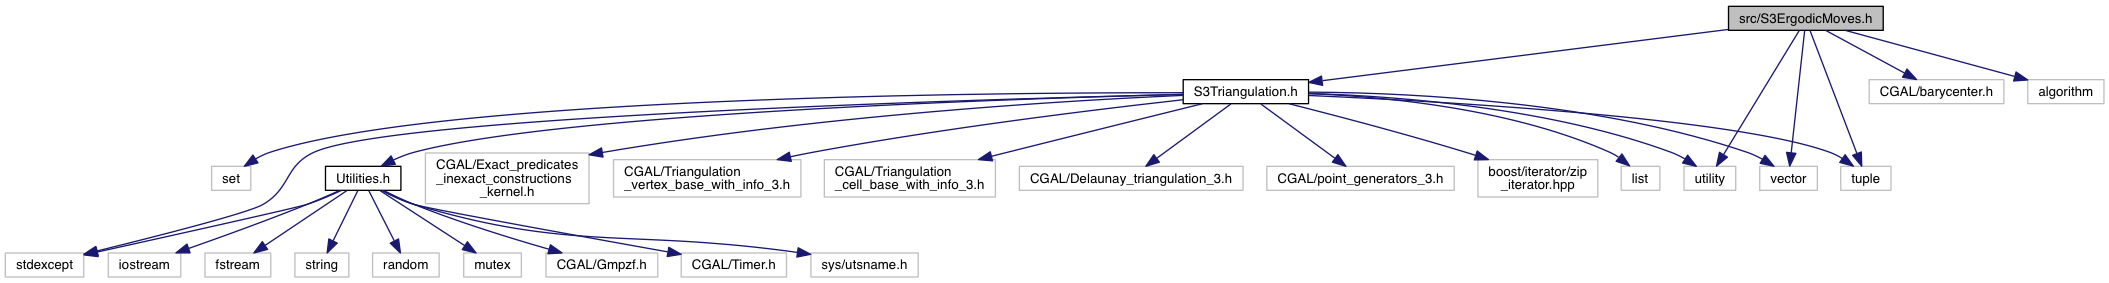 src/S3ErgodicMoves.h
S3Triangulation.h
CGAL/barycenter.h
algorithm
set
Utilities.h
CGAL/Exact_predicates
_inexact_constructions
_kernel.h
CGAL/Triangulation
_vertex_base_with_info_3.h
CGAL/Triangulation
_cell_base_with_info_3.h
CGAL/Delaunay_triangulation_3.h
CGAL/point_generators_3.h
boost/iterator/zip
_iterator.hpp
list
utility
vector
tuple
stdexcept
iostream
fstream
string
random
mutex
CGAL/Gmpzf.h
CGAL/Timer.h
sys/utsname.h